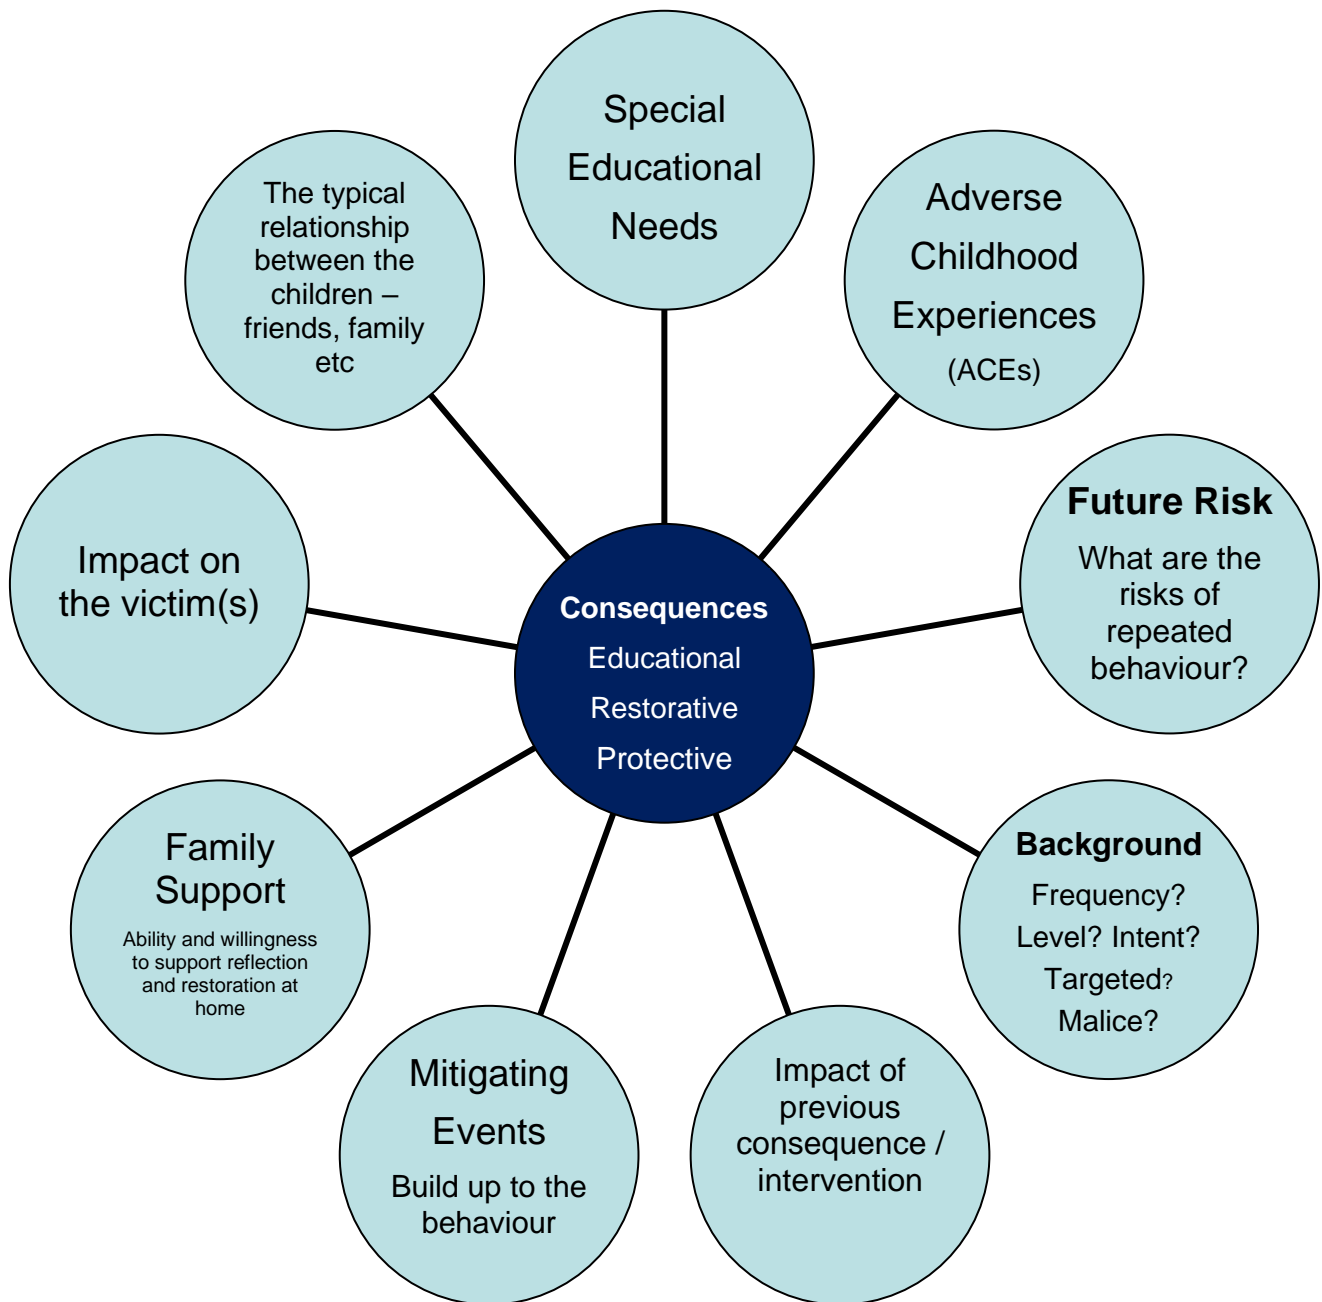 Special
Educational
Needs
Adverse
Childhood
Experiences
(ACEs)
Future Risk
What are the
risks of
repeated
behaviour?
Background
Frequency?
Level? Intent?
Targeted?
Malice?
Impact of
previous
consequence /
intervention
Mitigating
Events
Build up to the
behaviour
Family
Support
Ability and willingness
to support reflection
and restoration at
home
Impact on
the victim(s)
The typical
relationship
between the
children –
friends, family
etc
Consequences
Educational
Restorative
Protective